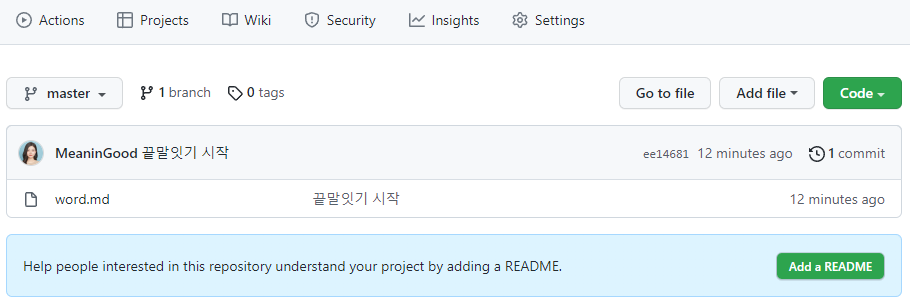 Actions Projects Wiki Security Insights Settings
master 1 branch 0 tags Go to file Add file Code
MeaninGood 끝말잇기 시작 ee14681 12 minutes ago 1 commit
word.md 끝말잇기 시작 12 minutes ago
Help people interested in this repository understand your project by adding a README. Add a README